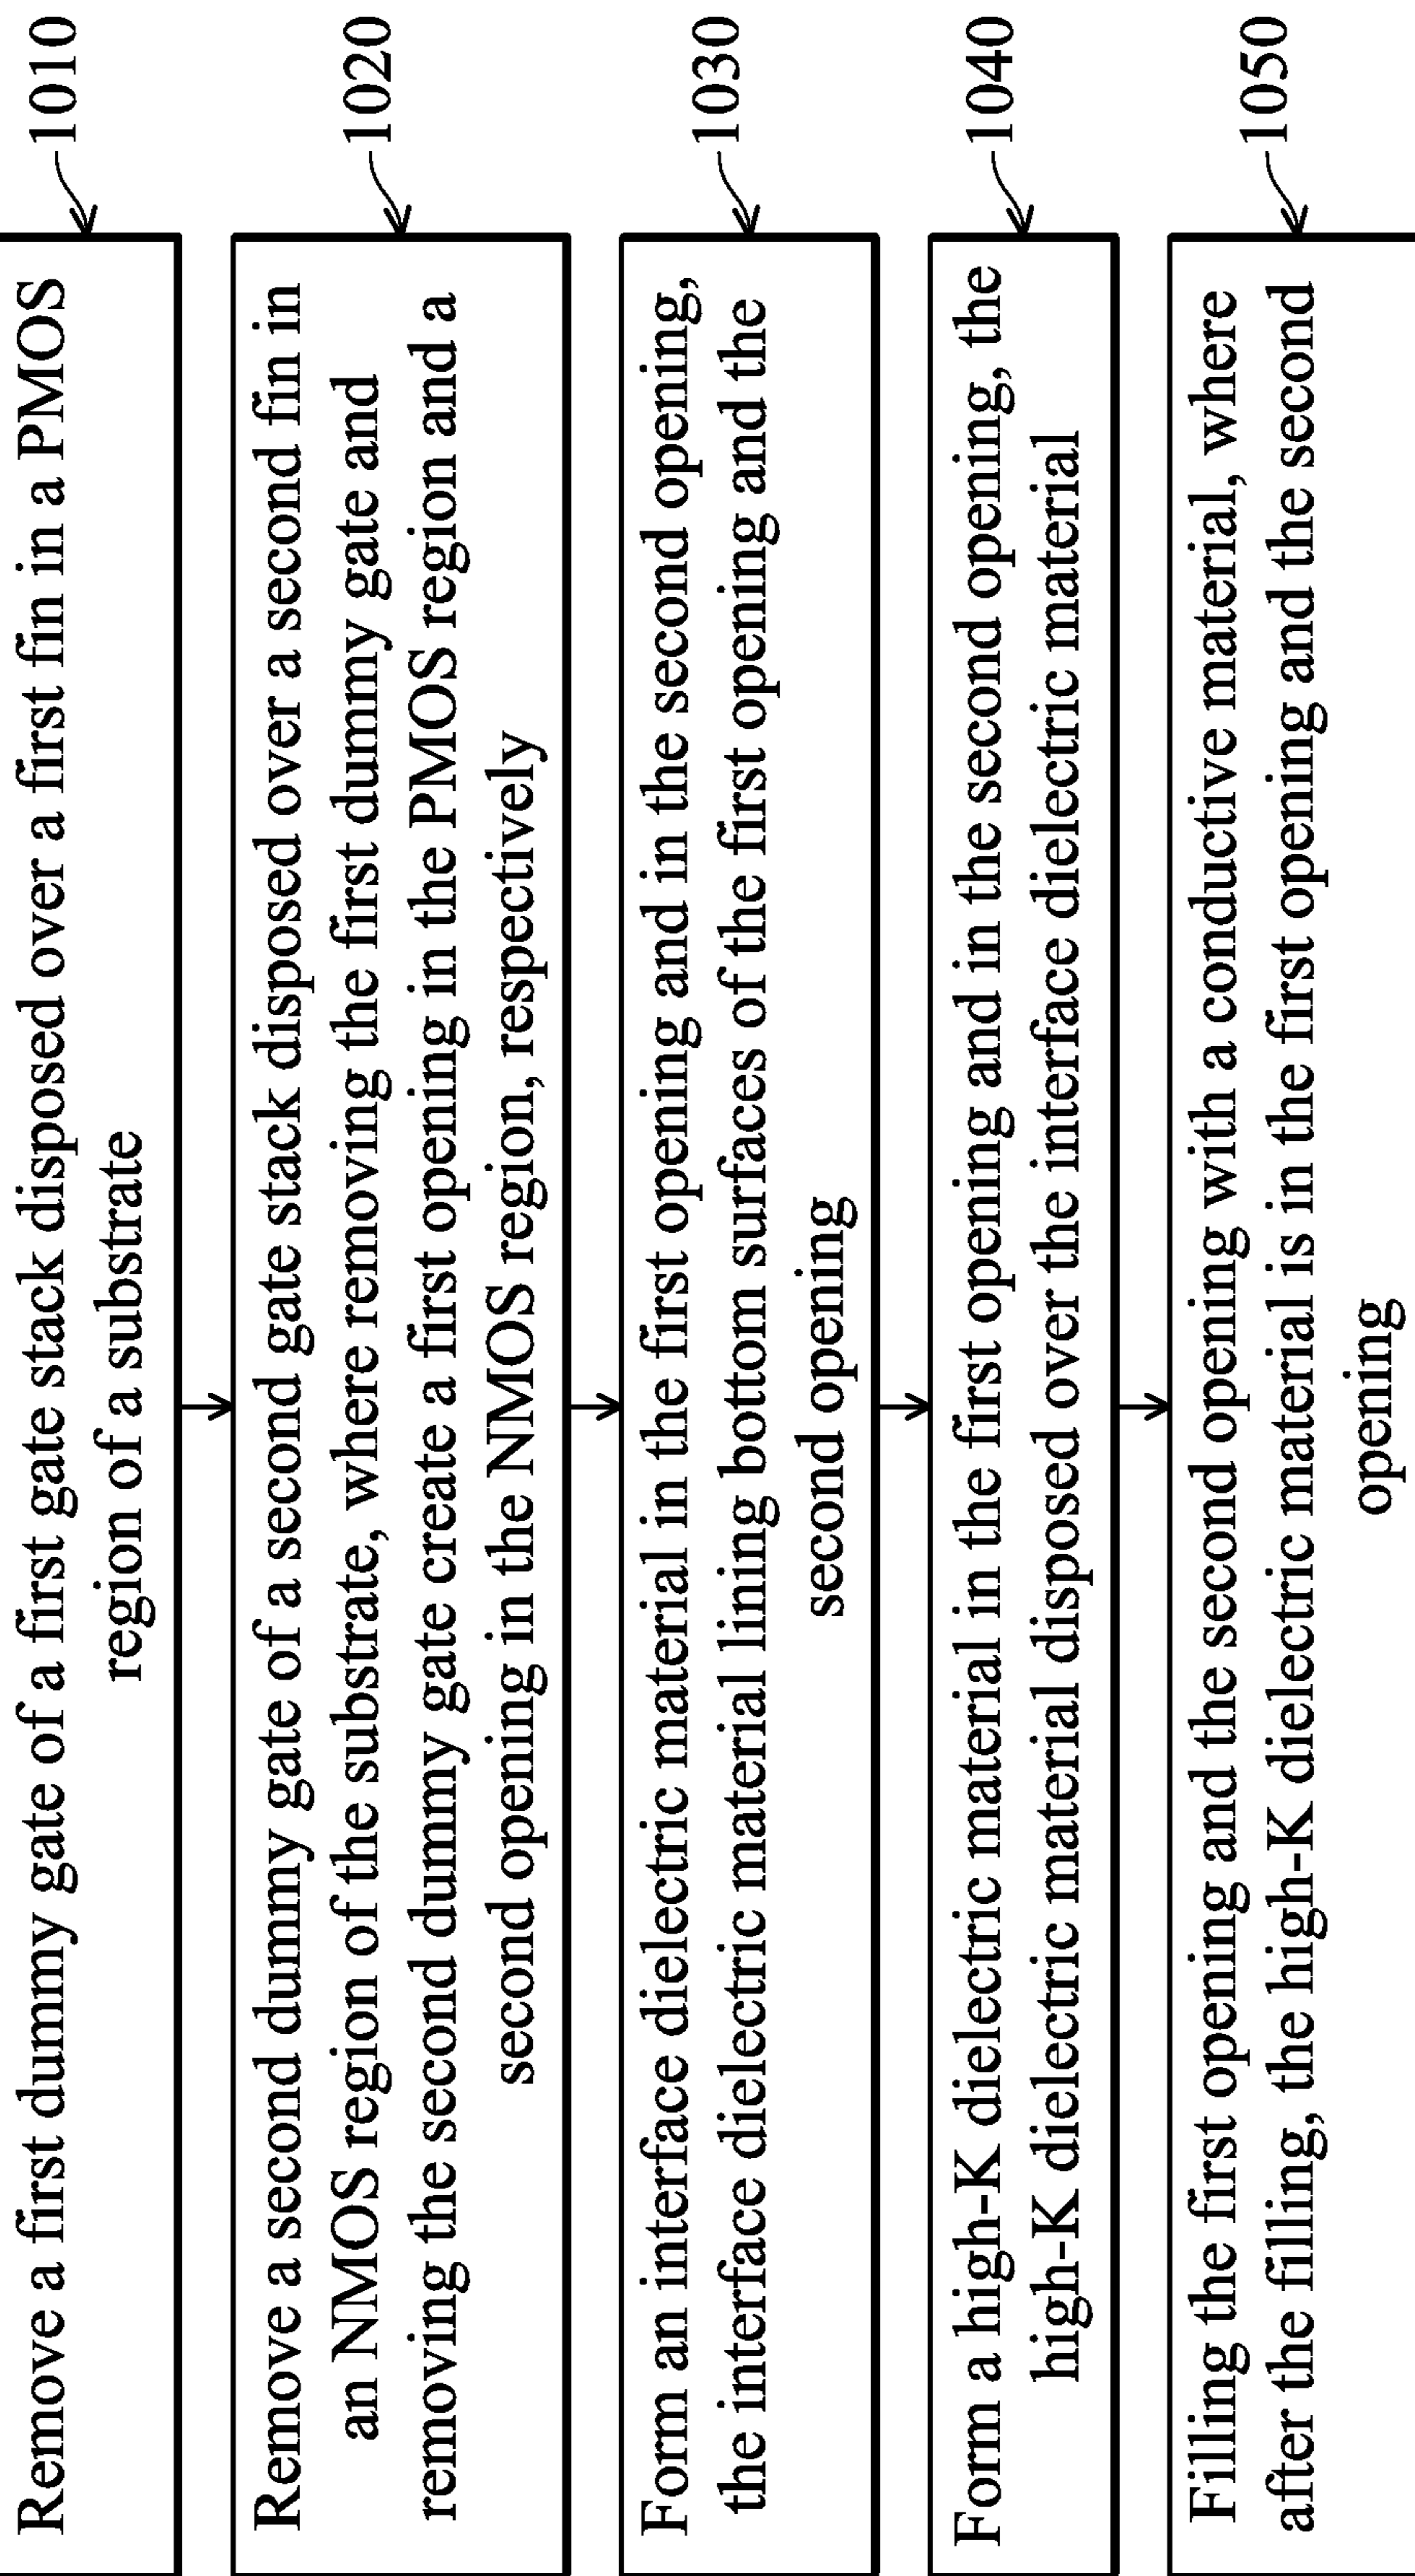 Remove a first dummy gate of a first gate stack disposed over a first fin in a PMOS
region of a substrate
1010
Remove a second dummy gate of a second gate stack disposed over a second fin in
an NMOS region of the substrate, where removing the first dummy gate and
removing the second dummy gate create a first opening in the PMOS region and a
second opening in the NMOS region, respectively
1020
Form an interface dielectric material in the first opening and in the second opening,
the interface dielectric material lining bottom surfaces of the first opening and the
second opening
1030
Form a high-K dielectric material in the first opening and in the second opening, the
high-K dielectric material disposed over the interface dielectric material
1040
Filling the first opening and the second opening with a conductive material, where
after the filling, the high-K dielectric material is in the first opening and the second
opening
1050